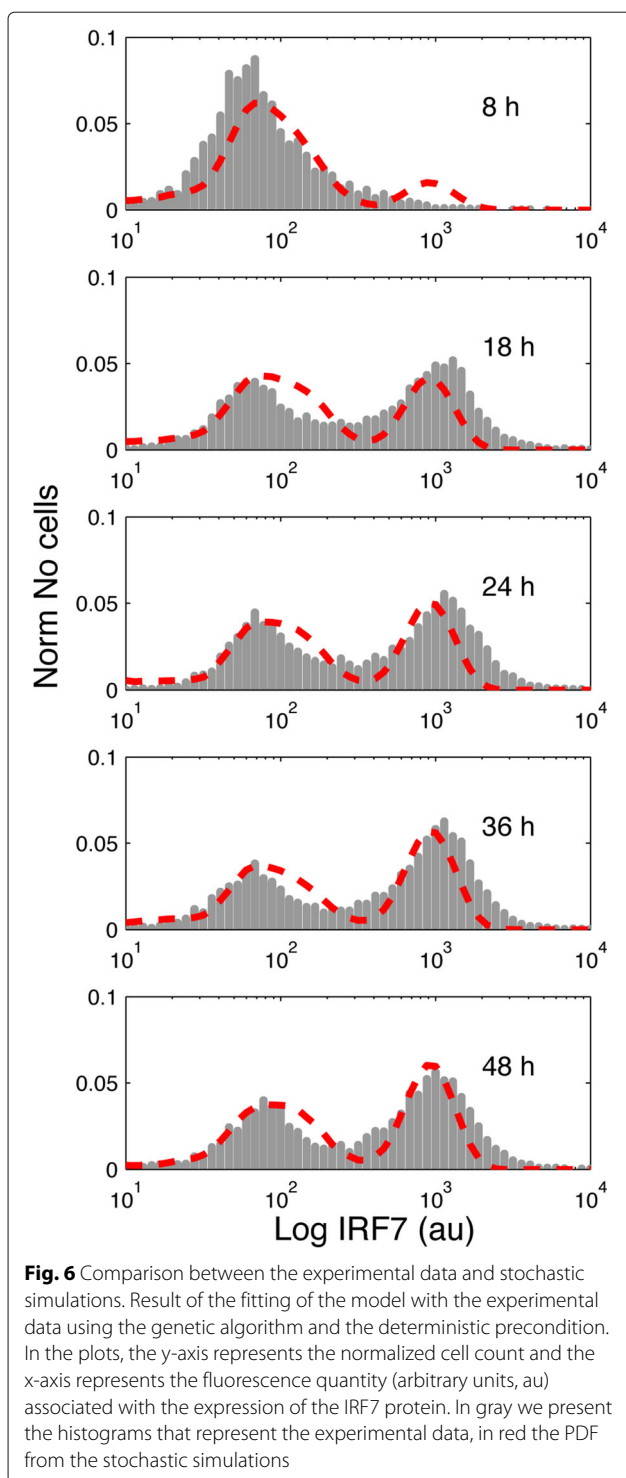 0.1
8 h
0.05
0
10^1 10^2 10^3 10^4
0.1
18 h
0.05
0
10^1 10^2 10^3 10^4
Norm No cells
0.1
24 h
0.05
0
10^1 10^2 10^3 10^4
0.1
36 h
0.05
0
10^1 10^2 10^3 10^4
0.1
48 h
0.05
0
10^1 10^2 10^3 10^4
Log IRF7 (au)
Fig. 6 Comparison between the experimental data and stochastic
simulations. Result of the fitting of the model with the experimental
data using the genetic algorithm and the deterministic precondition.
In the plots, the y-axis represents the normalized cell count and the
x-axis represents the fluorescence quantity (arbitrary units, au)
associated with the expression of the IRF7 protein. In gray we present
the histograms that represent the experimental data, in red the PDF
from the stochastic simulations